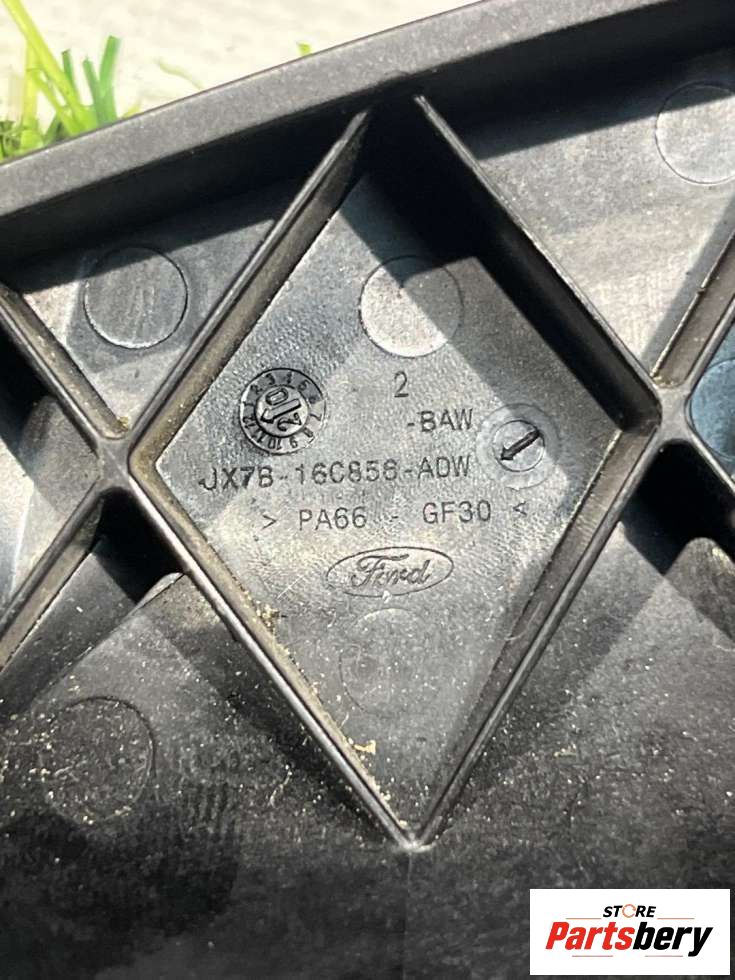 2
-BAW
JX7B-16C856-ADW
> PA66 - GF30 <
Ford
STORE
Partsbery